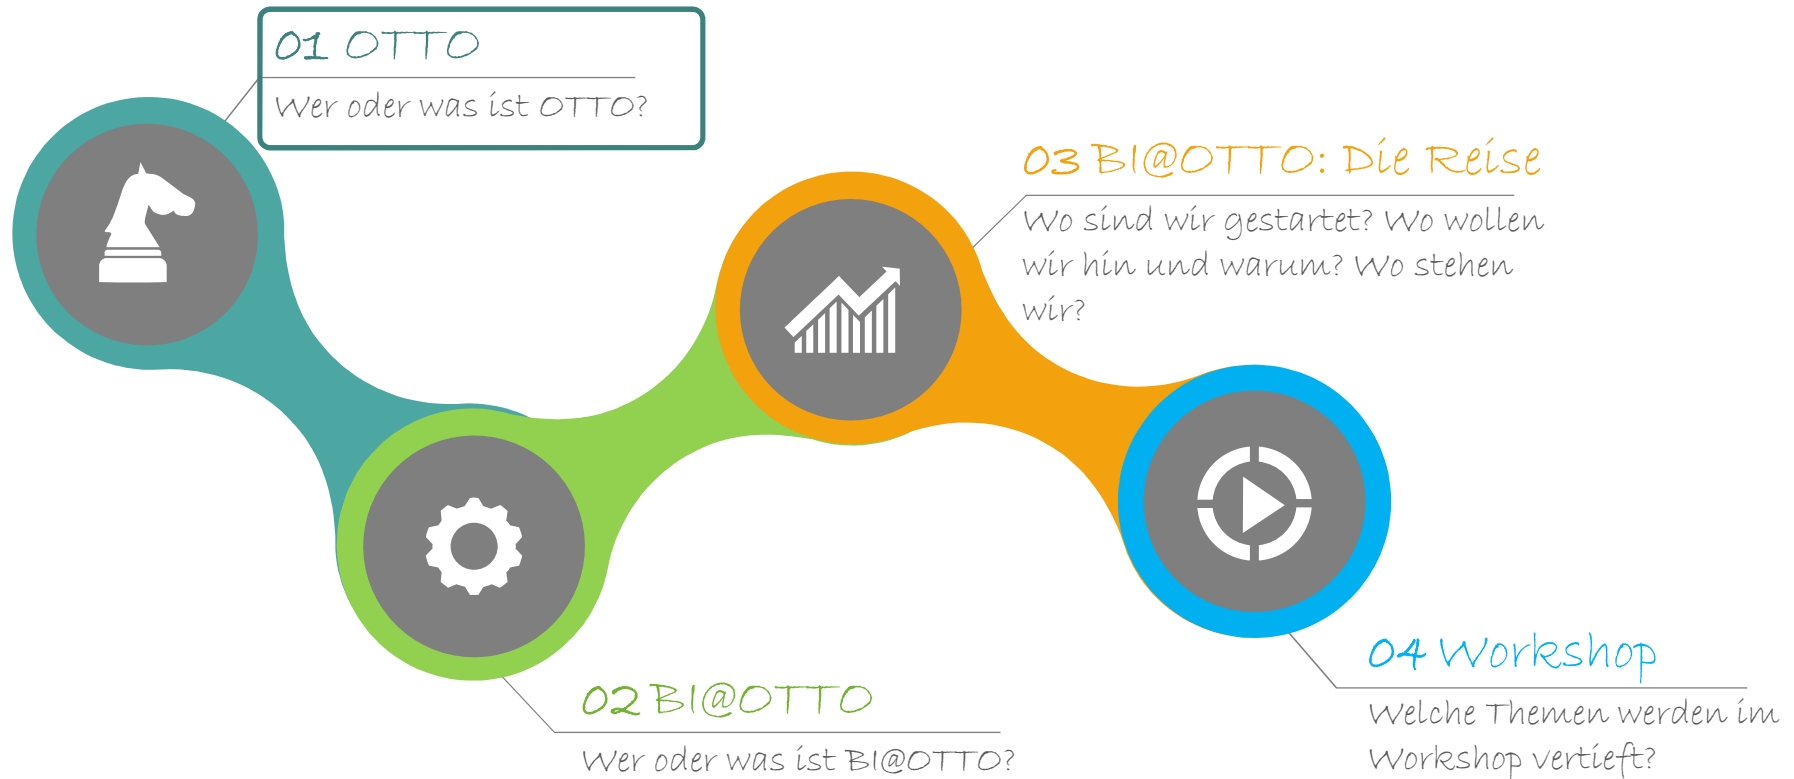 01 OTTO
Wer oder was ist OTTO?
02 BI@OTTO
Wer oder was ist BI@OTTO?
03 BI@OTTO: Die Reise
Wo sind wir gestartet? Wo wollen
wir hin und warum? Wo stehen
wir?
04 Workshop
Welche Themen werden im
Workshop vertieft?